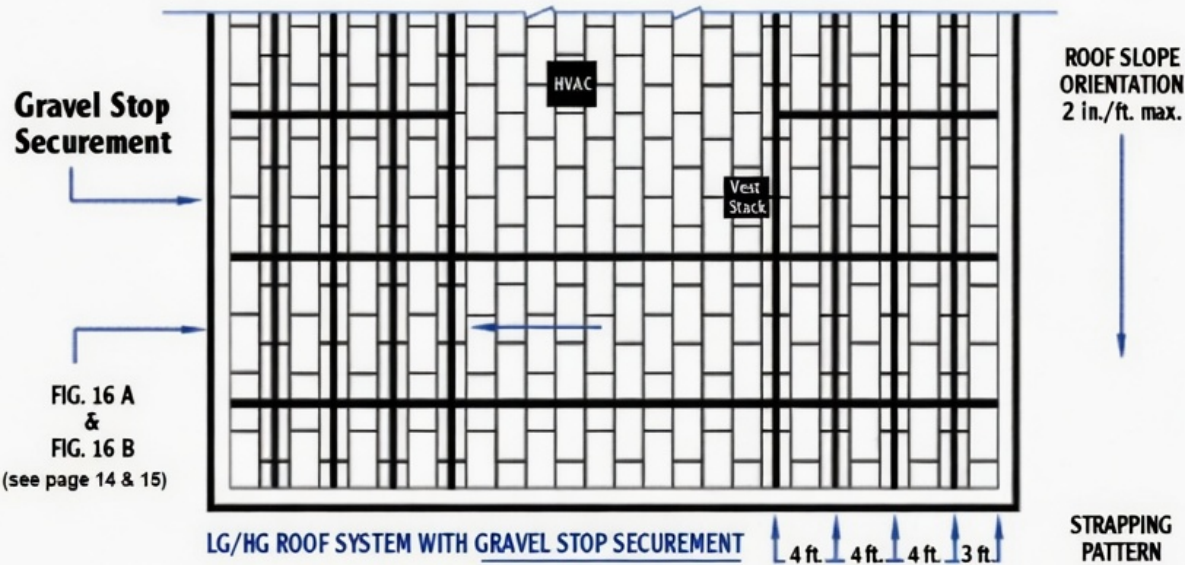 Gravel Stop
Securement
FIG. 16 A
&
FIG. 16 B
(see page 14 & 15)
HVAC
Stack
ROOF SLOPE
ORIENTATION
2 in./ft. max.
LG/HG ROOF SYSTEM WITH GRAVEL STOP SECUREMENT
4 ft.
4 ft.
4 ft.
3 ft.
STRAPPING
PATTERN